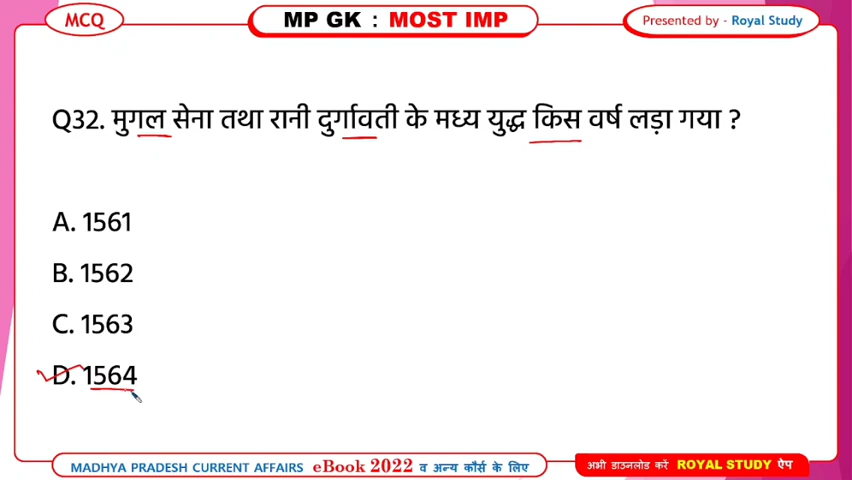 MCQ
MP GK : MOST IMP
Presented by - Royal Study
Q32. मुगल सेना तथा रानी दुर्गावती के मध्य युद्ध किस वर्ष लड़ा गया ?
A. 1561
B. 1562
C. 1563
D. 1564
MADHYA PRADESH CURRENT AFFAIRS eBook 2022 व अन्य कौर्स के लिए
अभी डाउनलोड करें ROYAL STUDY ऐप